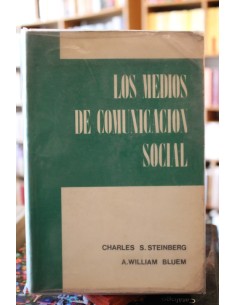 LOS MEDIOS
DE COMUNICACION
SOCIAL
CHARLES S. STEINBERG
A. WILLIAM BLUEM